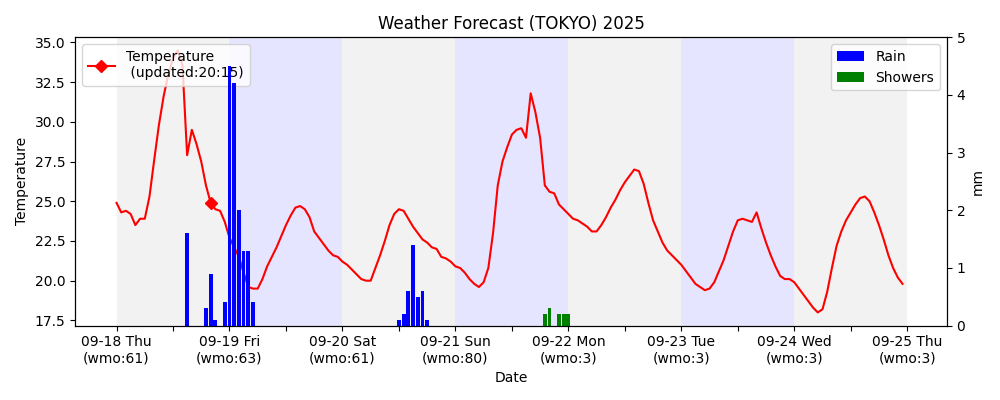 Weather Forecast (TOKYO) 2025
Temperature
(updated:20:15)
Rain
Showers
35.0
32.5
30.0
27.5
25.0
22.5
20.0
17.5
Temperature
5
4
3
2
1
0
mm
09-18 Thu
(wmo:61)
09-19 Fri
(wmo:63)
09-20 Sat
(wmo:61)
09-21 Sun
(wmo:80)
09-22 Mon
(wmo:3)
09-23 Tue
(wmo:3)
09-24 Wed
(wmo:3)
09-25 Thu
(wmo:3)
Date